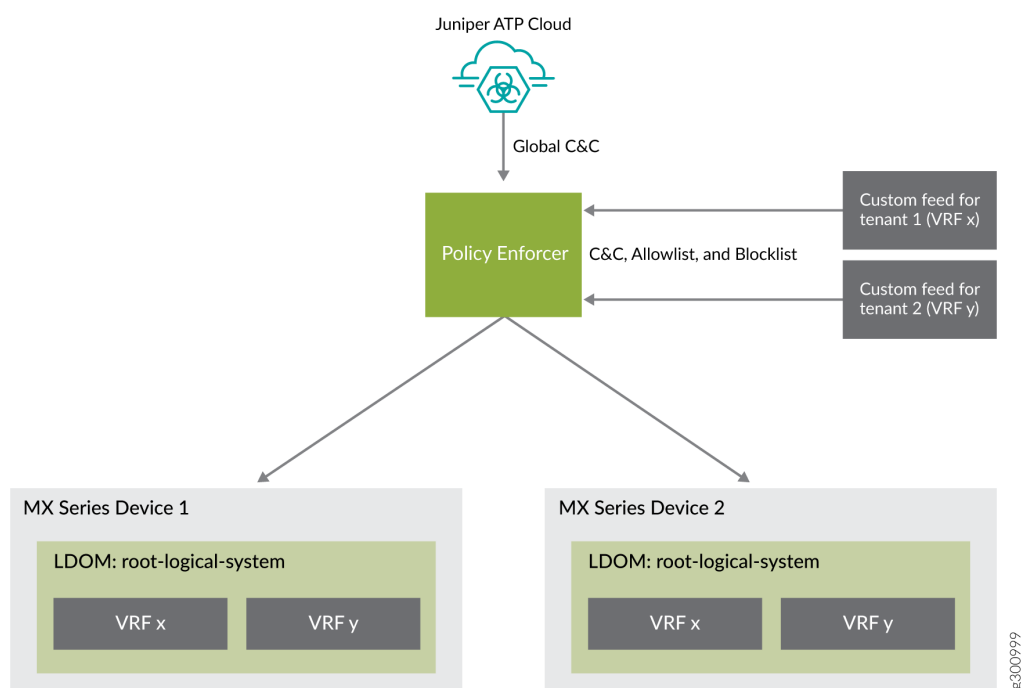 Juniper ATP Cloud
Global C&C
Custom feed for
tenant 1 (VRF x)
Policy Enforcer
C&C, Allowlist, and Blocklist
Custom feed for
tenant 2 (VRF y)
MX Series Device 1
LDOM: root-logical-system
VRF x
VRF y
MX Series Device 2
LDOM: root-logical-system
VRF x
VRF y
g300999